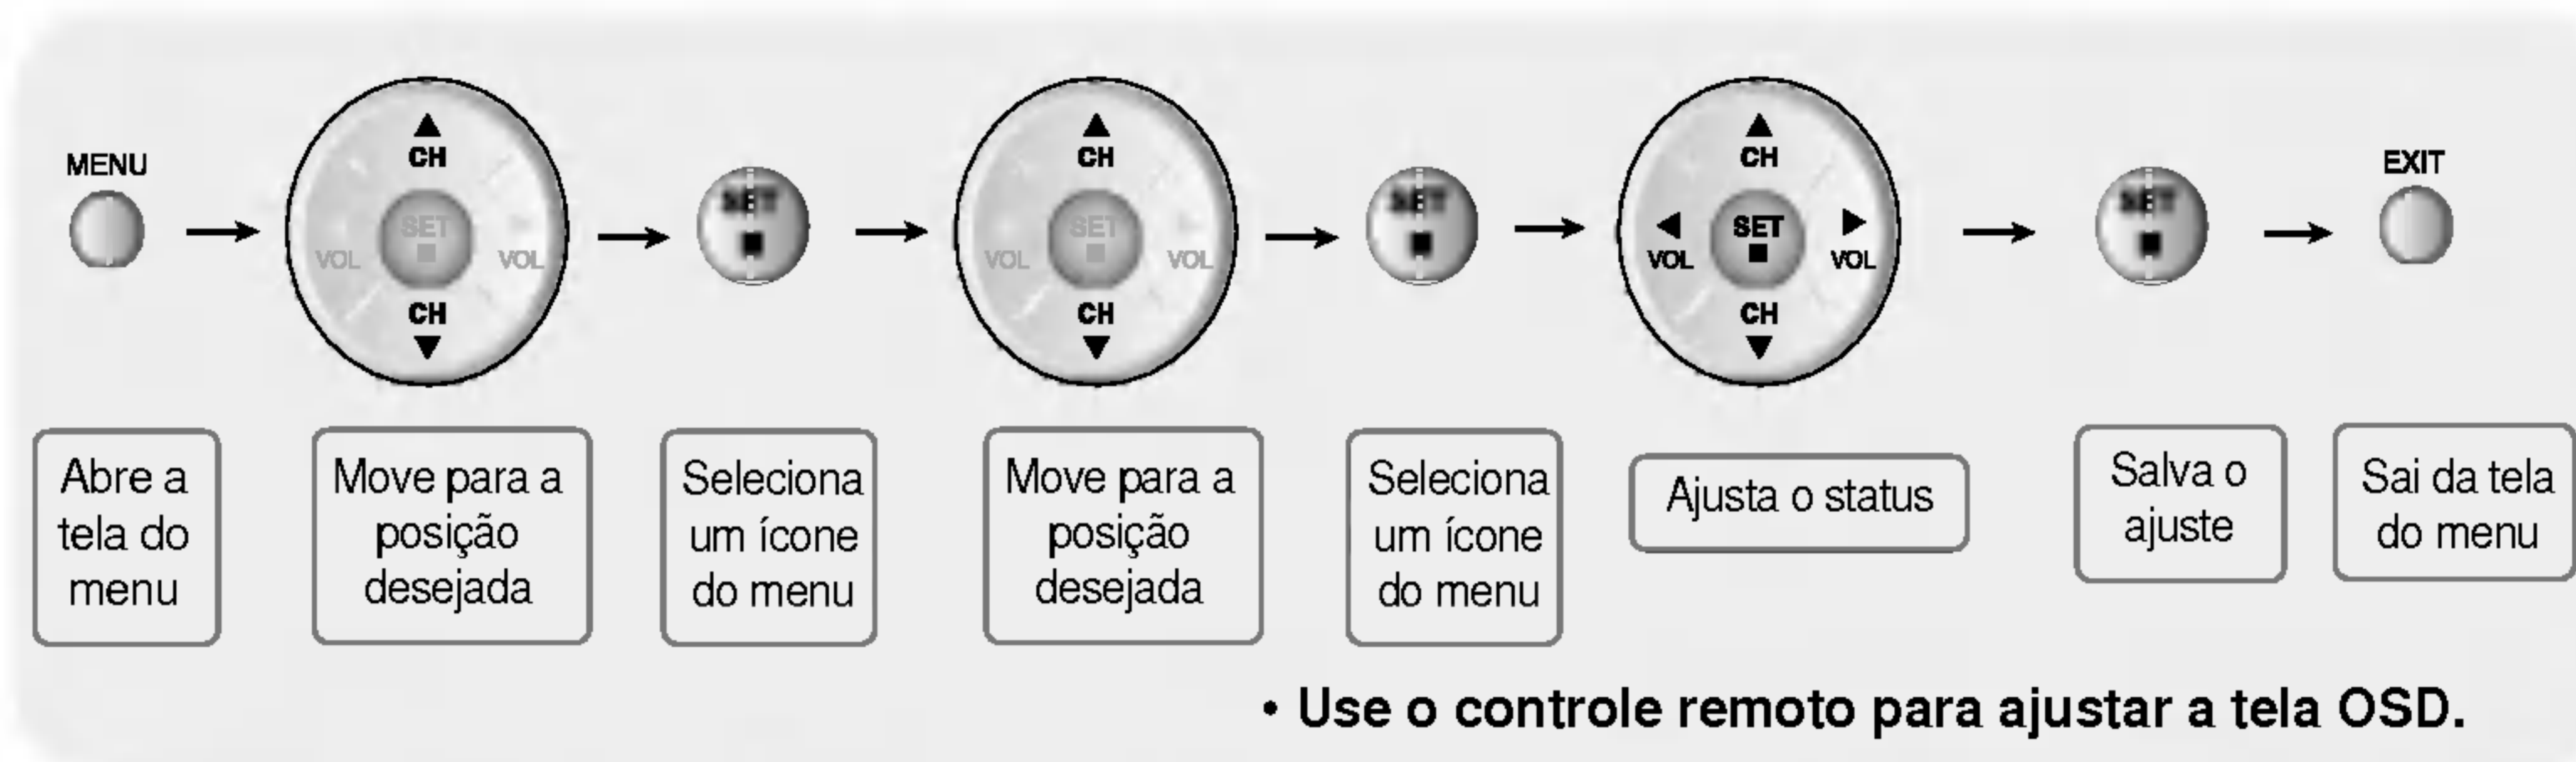 MENU
▲
CH
VOL
SET
■
VOL
CH
▼
SET
■
▲
CH
VOL
SET
■
VOL
CH
▼
SET
■
▲
CH
◀
VOL
SET
■
▶
VOL
CH
▼
SET
■
EXIT
Abre a
tela do
menu
Move para a
posição
desejada
Seleciona
um ícone
do menu
Move para a
posição
desejada
Seleciona
um ícone
do menu
Ajusta o status
Salva o
ajuste
Sai da tela
do menu
• Use o controle remoto para ajustar a tela OSD.